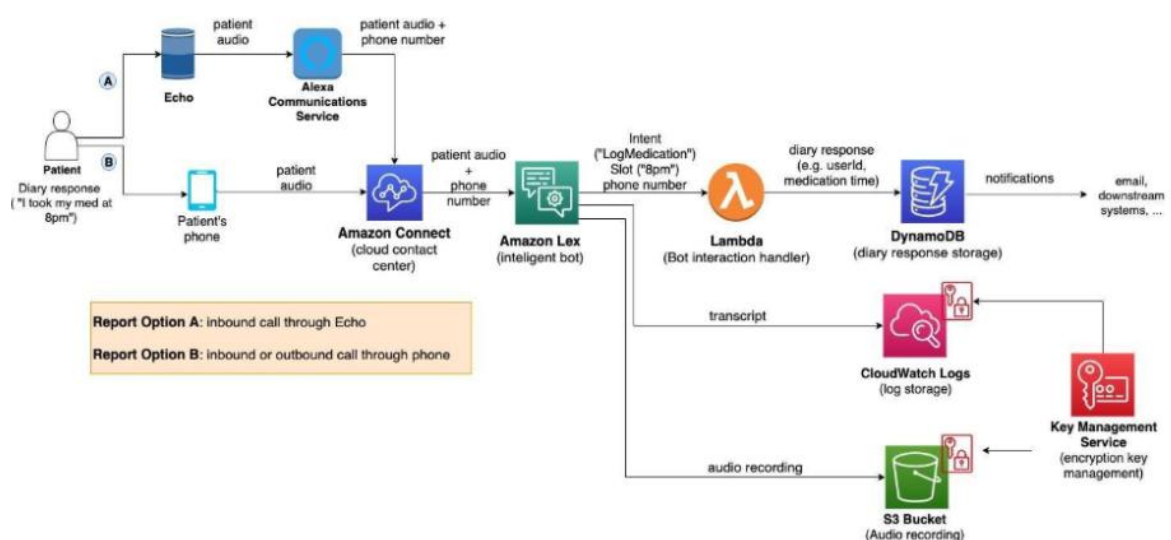 patient
audio
patient audio +
phone number
A
Echo
Alexa
Communications
Service
B
Patient
Diary response
( "I took my med at
8pm")
Patient's
phone
patient
audio
Amazon Connect
(cloud contact
center)
patient audio
+
phone
number
Amazon Lex
(inteligent bot)
Intent
("LogMedication")
Slot ("8pm")
phone number
Lambda
(Bot interaction handler)
diary response
(e.g. userId,
medication time)
DynamoDB
(diary response storage)
notifications
email,
downstream
systems, ...
Report Option A: inbound call through Echo
Report Option B: inbound or outbound call through phone
transcript
CloudWatch Logs
(log storage)
Key Management
Service
(encryption key
management)
audio recording
S3 Bucket
(Audio recording)